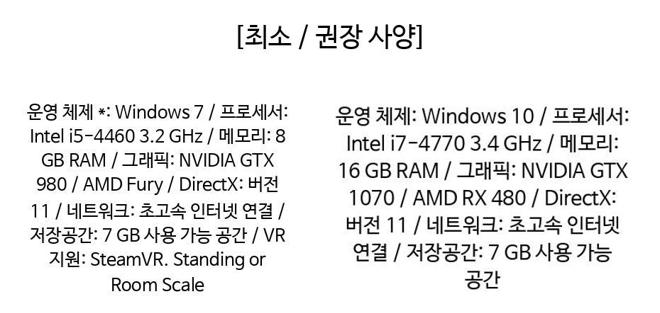 [최소 / 권장 사양]
운영 체제 *: Windows 7 / 프로세서:
Intel i5-4460 3.2 GHz / 메모리: 8
GB RAM / 그래픽: NVIDIA GTX
980 / AMD Fury / DirectX: 버전
11 / 네트워크: 초고속 인터넷 연결 /
저장공간: 7 GB 사용 가능 공간 / VR
지원: SteamVR. Standing or
Room Scale
운영 체제: Windows 10 / 프로세서:
Intel i7-4770 3.4 GHz / 메모리:
16 GB RAM / 그래픽: NVIDIA GTX
1070 / AMD RX 480 / DirectX:
버전 11 / 네트워크: 초고속 인터넷
연결 / 저장공간: 7 GB 사용 가능
공간